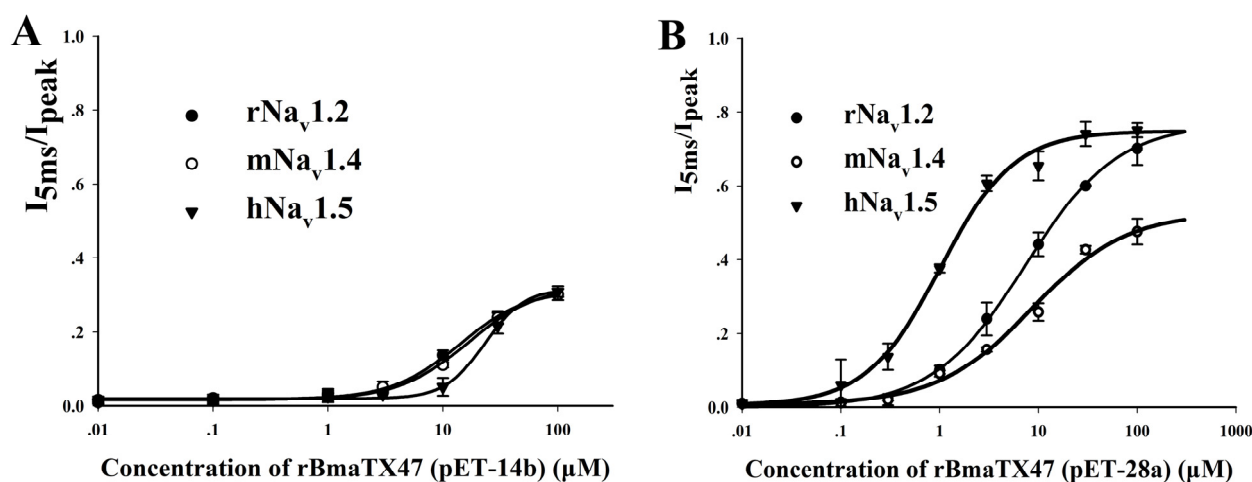 A
1.0
.8
.6
.4
.2
0.0
I5ms/Ipeak
rNav1.2
mNav1.4
hNav1.5
.01 .1 1 10 100
Concentration of rBmaTX47 (pET-14b) (µM)
B
1.0
.8
.6
.4
.2
0.0
I5ms/Ipeak
rNav1.2
mNav1.4
hNav1.5
.01 .1 1 10 100 1000
Concentration of rBmaTX47 (pET-28a) (µM)